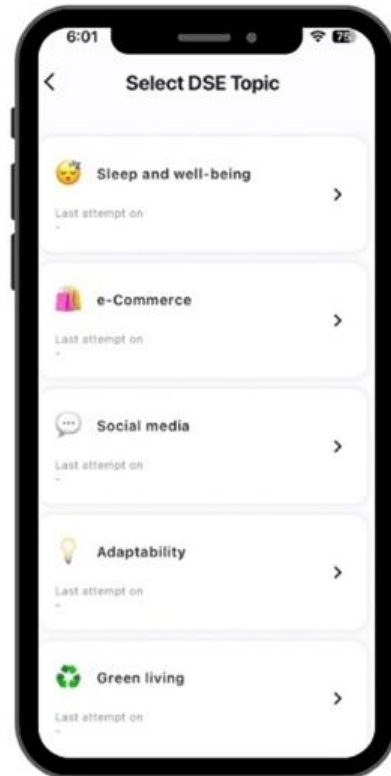 6:01
75
Select DSE Topic
Sleep and well-being
Last attempt on
-
e-Commerce
Last attempt on
-
Social media
Last attempt on
-
Adaptability
Last attempt on
-
Green living
Last attempt on
-